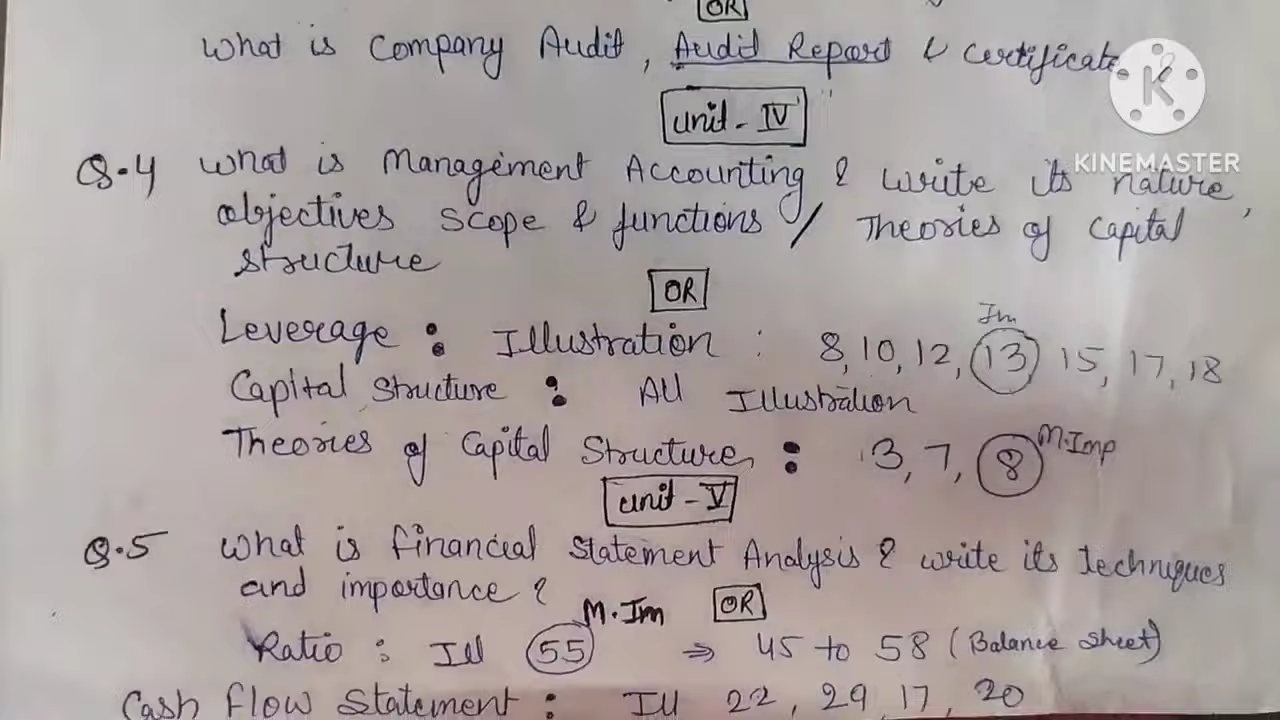 OR
What is Company Audit, Audit Report & Certificate ?
Unit - IV
Q.4 What is Management Accounting & write its nature,
objectives scope & functions / Theories of Capital
structure
OR
Im
Leverage : Illustration : 8, 10, 12, 13 15, 17, 18
Capital Structure : All Illustration
Theories of Capital Structure : 3, 7, 8 M.Imp
Unit - V
Q.5 What is financial Statement Analysis & write its techniques
and importance ?
M.Im OR
Ratio : Ill 55 ⇒ 45 to 58 (Balance Sheet)
Cash flow Statement : Ill 22, 29, 17, 20
K
KINEMASTER